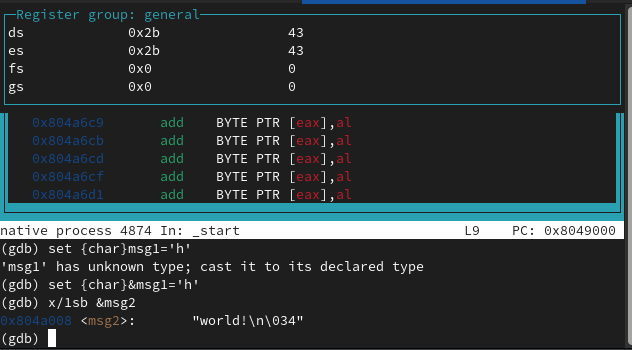 Register group: general
ds 0x2b 43
es 0x2b 43
fs 0x0 0
gs 0x0 0
0x804a6c9 add BYTE PTR [eax],al
0x804a6cb add BYTE PTR [eax],al
0x804a6cd add BYTE PTR [eax],al
0x804a6cf add BYTE PTR [eax],al
0x804a6d1 add BYTE PTR [eax],al
native process 4874 In: _start L9 PC: 0x8049000
(gdb) set {char}msg1='h'
'msg1' has unknown type; cast it to its declared type
(gdb) set {char}&msg1='h'
(gdb) x/1sb &msg2
0x804a008 <msg2>: "world!\n\034"
(gdb)